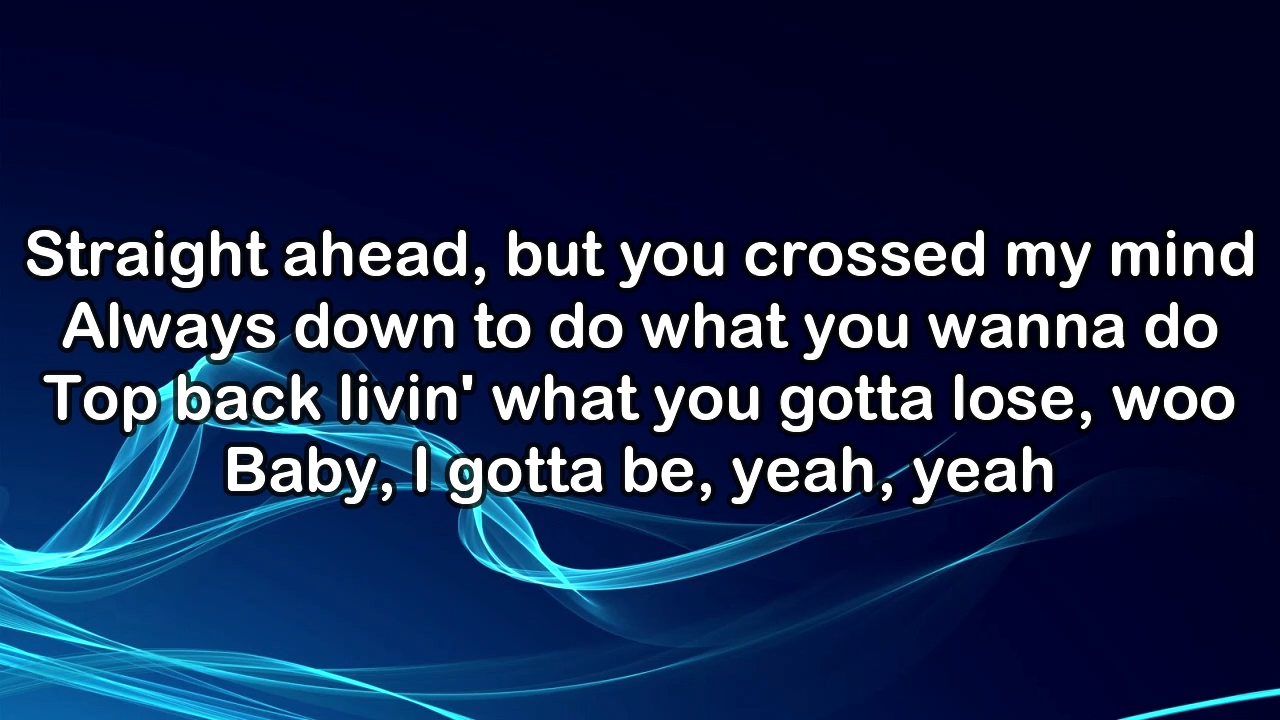 Straight ahead, but you crossed my mind
Always down to do what you wanna do
Top back livin' what you gotta lose, woo
Baby, I gotta be, yeah, yeah